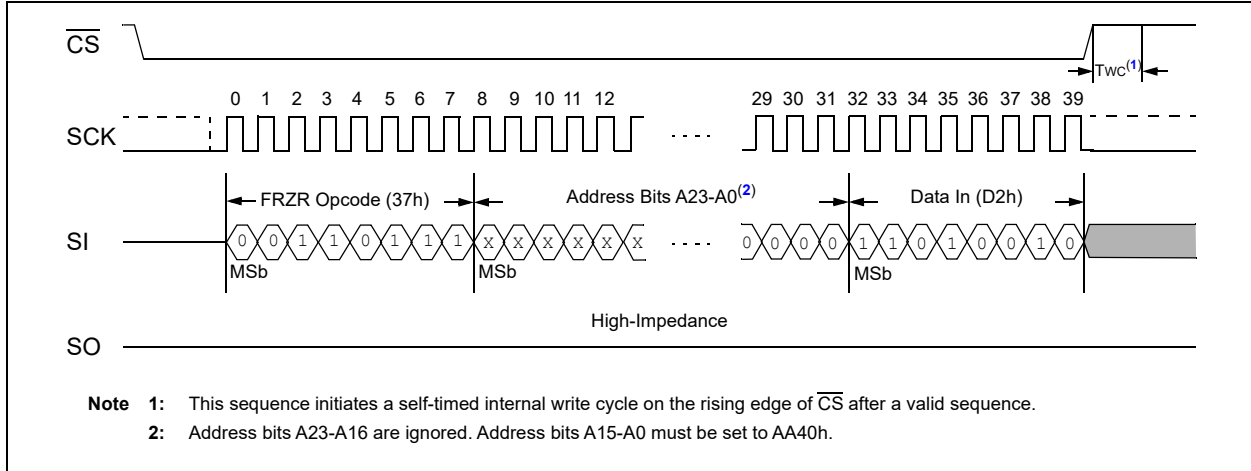 CS
TWC(1)
0 1 2 3 4 5 6 7 8 9 10 11 12 29 30 31 32 33 34 35 36 37 38 39
SCK
FRZR Opcode (37h) Address Bits A23-A0(2) Data In (D2h)
SI 0 0 1 1 0 1 1 1 X X X X X X 0 0 0 0 1 1 0 1 0 0 1 0
MSb MSb MSb
High-Impedance
SO
Note 1: This sequence initiates a self-timed internal write cycle on the rising edge of CS after a valid sequence.
2: Address bits A23-A16 are ignored. Address bits A15-A0 must be set to AA40h.